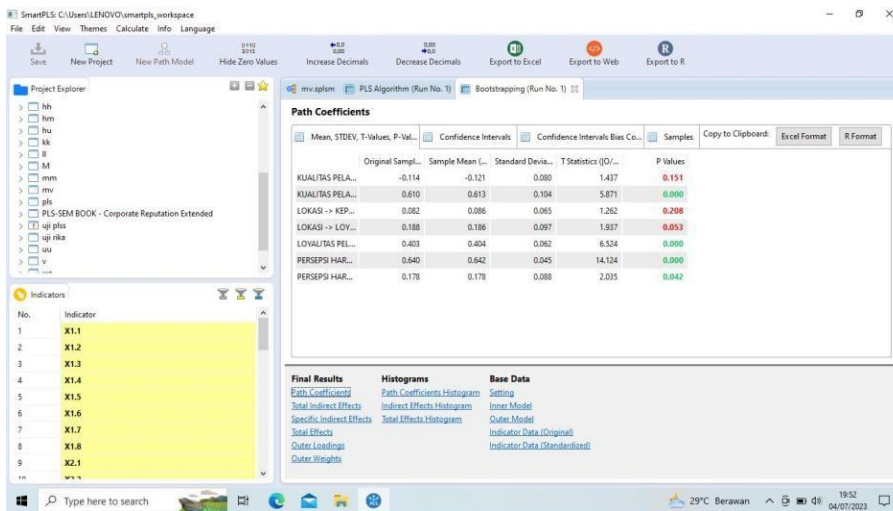 SmartPLS: C:\Users\LENOVO\smartpls_workspace
File Edit View Themes Calculate Info Language
Save New Project New Path Model Hide Zero Values Increase Decimals Decrease Decimals Export to Excel Export to Web Export to R
Project Explorer
hh
hm
hu
kk
ll
M
mm
mv
pls
PLS-SEM BOOK - Corporate Reputation Extended
uji plss
uji rika
uu
v
Indicators
No. Indicator
1 X1.1
2 X1.2
3 X1.3
4 X1.4
5 X1.5
6 X1.6
7 X1.7
8 X1.8
9 X2.1
mv.splsm PLS Algorithm (Run No. 1) Bootstrapping (Run No. 1)
Path Coefficients
Mean, STDEV, T-Values, P-Val... Confidence Intervals Confidence Intervals Bias Co... Samples Copy to Clipboard: Excel Format R Format
Original Sampl... Sample Mean (... Standard Devia... T Statistics (|O/... P Values
KUALITAS PELA... -0.114 -0.121 0.080 1.437 0.151
KUALITAS PELA... 0.610 0.613 0.104 5.871 0.000
LOKASI -> KEP... 0.082 0.086 0.065 1.262 0.208
LOKASI -> LOY... 0.188 0.186 0.097 1.937 0.053
LOYALITAS PEL... 0.403 0.404 0.062 6.524 0.000
PERSEPSI HAR... 0.640 0.642 0.045 14.124 0.000
PERSEPSI HAR... 0.178 0.178 0.088 2.035 0.042
Final Results Histograms Base Data
Path Coefficients Path Coefficients Histogram Setting
Total Indirect Effects Indirect Effects Histogram Inner Model
Specific Indirect Effects Total Effects Histogram Outer Model
Total Effects Indicator Data (Original)
Outer Loadings Indicator Data (Standardized)
Outer Weights
Type here to search
29°C Berawan
19:52
04/07/2023